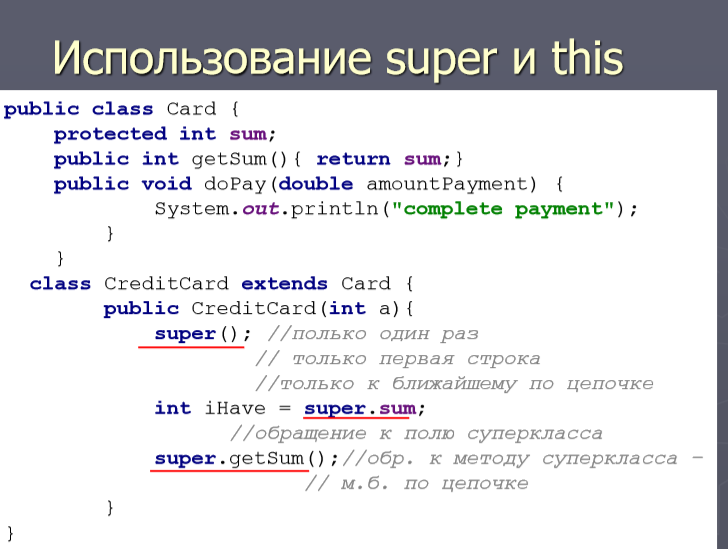 Использование super и this
public class Card {
protected int sum;
public int getSum(){ return sum;}
public void doPay(double amountPayment) {
System.out.println("complete payment");
}
}
class CreditCard extends Card {
public CreditCard(int a){
super(); //полько один раз
// только первая строка
//только к ближайшему по цепочке
int iHave = super.sum;
//обращение к полю суперкласса
super.getSum();//обр. к методу суперкласса –
// м.б. по цепочке
}
}